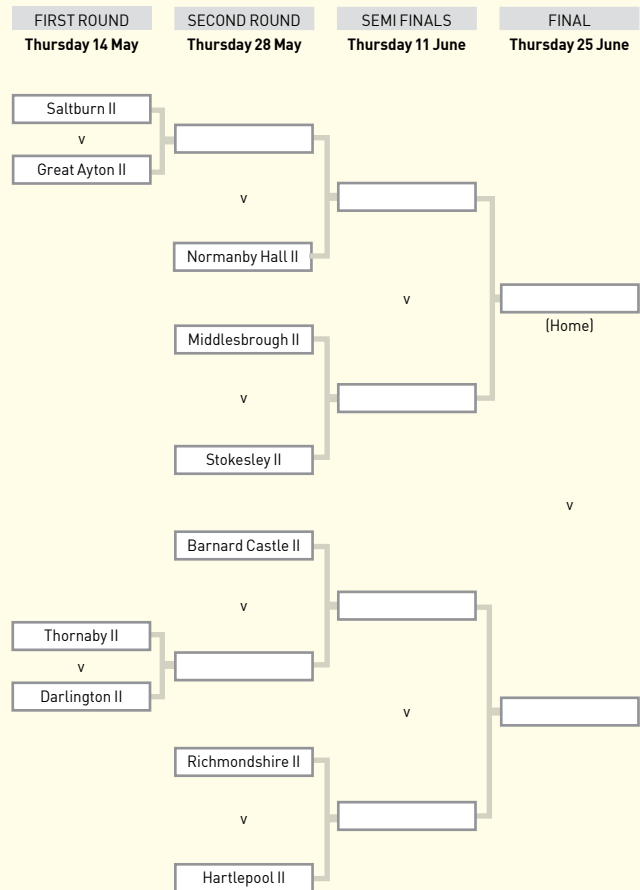 FIRST ROUND
Thursday 14 May
SECOND ROUND
Thursday 28 May
SEMI FINALS
Thursday 11 June
FINAL
Thursday 25 June
Saltburn II
v
Great Ayton II
v
Normanby Hall II
v
(Home)
Middlesbrough II
v
Stokesley II
v
Barnard Castle II
v
Thornaby II
v
Darlington II
v
Richmondshire II
v
Hartlepool II